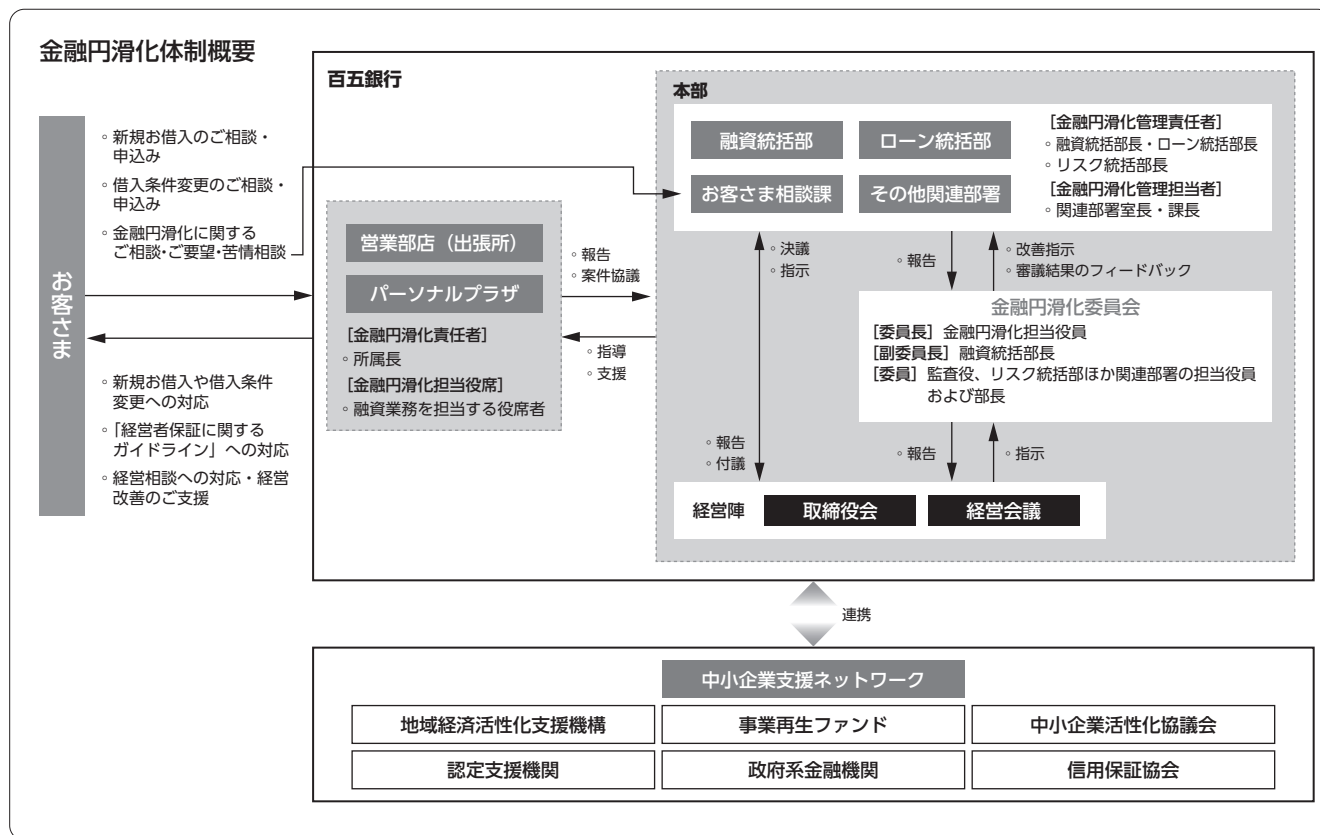 金融円滑化体制概要
お客さま
◦ 新規お借入のご相談・
申込み
◦ 借入条件変更のご相談・
申込み
◦ 金融円滑化に関する
ご相談・ご要望・苦情相談
◦ 新規お借入や借入条件
変更への対応
◦ 「経営者保証に関する
ガイドライン」への対応
◦ 経営相談への対応・経営
改善のご支援
百五銀行
営業部店（出張所）
パーソナルプラザ
［金融円滑化責任者］
◦ 所属長
［金融円滑化担当役席］
◦ 融資業務を担当する役席者
◦ 報告
◦ 案件協議
◦ 指導
◦ 支援
本部
融資統括部
ローン統括部
お客さま相談課
その他関連部署
［金融円滑化管理責任者］
◦ 融資統括部長・ローン統括部長
◦ リスク統括部長
［金融円滑化管理担当者］
◦ 関連部署室長・課長
◦ 決議
◦ 指示
◦ 報告
◦ 改善指示
◦ 審議結果のフィードバック
金融円滑化委員会
［委員長］ 金融円滑化担当役員
［副委員長］ 融資統括部長
［委員］ 監査役、リスク統括部ほか関連部署の担当役員
および部長
◦ 報告
◦ 付議
◦ 報告
◦ 指示
経営陣
取締役会
経営会議
連携
中小企業支援ネットワーク
地域経済活性化支援機構
事業再生ファンド
中小企業活性化協議会
認定支援機関
政府系金融機関
信用保証協会